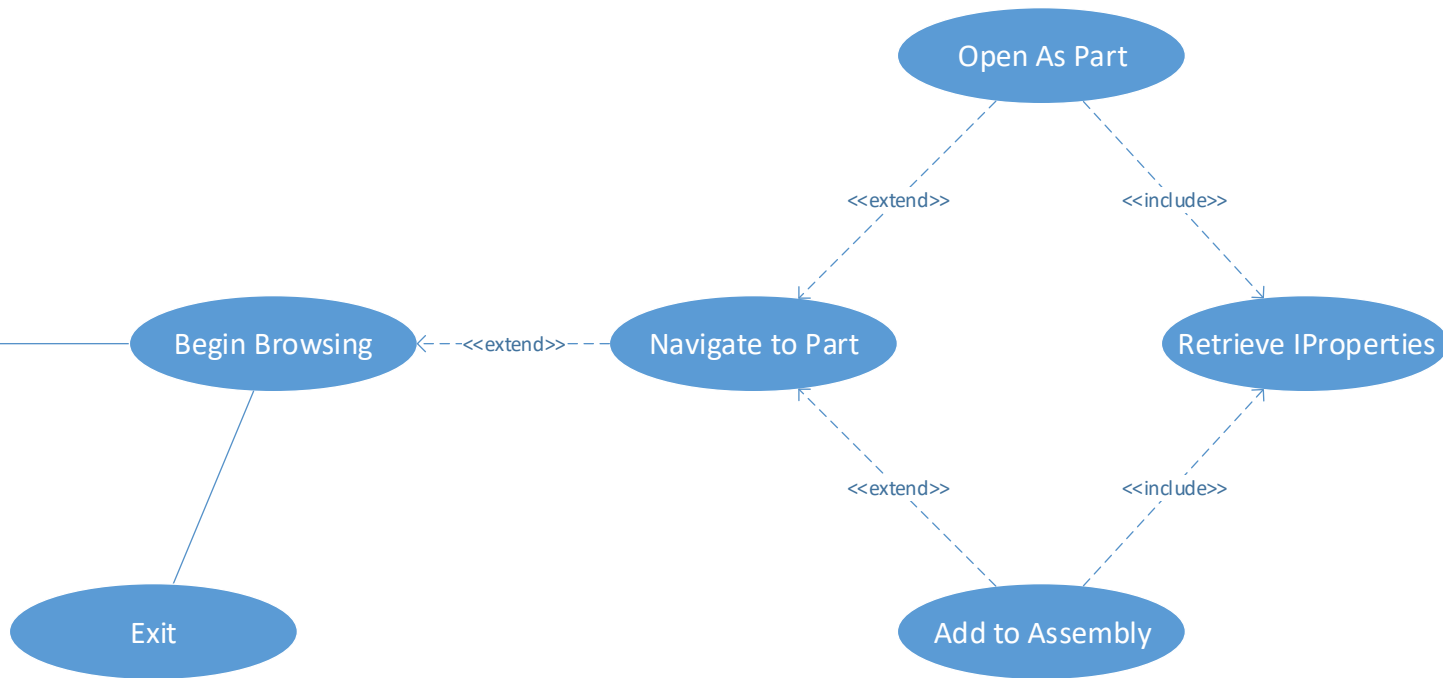 Open As Part
<<extend>>
<<include>>
Begin Browsing
<<extend>>
Navigate to Part
Retrieve IProperties
<<extend>>
<<include>>
Exit
Add to Assembly